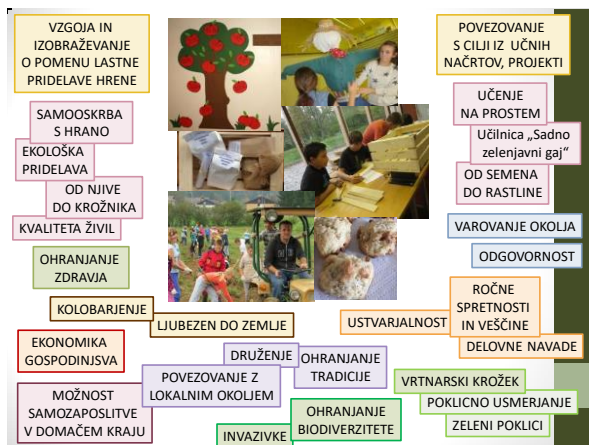 VZGOJA IN
IZOBRAŽEVANJE
O POMENU LASTNE
PRIDELAVE HRENE
POVEZOVANJE
S CILJI IZ UČNIH
NAČRTOV, PROJEKTI
SAMOOSKRBA
S HRANO
EKOLOŠKA
PRIDELAVA
OD NJIVE
DO KROŽNIKA
KVALITETA ŽIVIL
OHRANJANJE
ZDRAVJA
UČENJE
NA PROSTEM
Učilnica „Sadno
zelenjavni gaj“
OD SEMENA
DO RASTLINE
VAROVANJE OKOLJA
ODGOVORNOST
KOLOBARJENJE
LJUBEZEN DO ZEMLJE
USTVARJALNOST
ROČNE
SPRETNOSTI
IN VEŠČINE
DELOVNE NAVADE
EKONOMIKA
GOSPODINJSVA
DRUŽENJE
OHRANJANJE
TRADICIJE
POVEZOVANJE Z
LOKALNIM OKOLJEM
MOŽNOST
SAMOZAPOSLITVE
V DOMAČEM KRAJU
VRTNARSKI KROŽEK
POKLICNO USMERJANJE
ZELENI POKLICI
OHRANJANJE
BIODIVERZITETE
INVAZIVKE